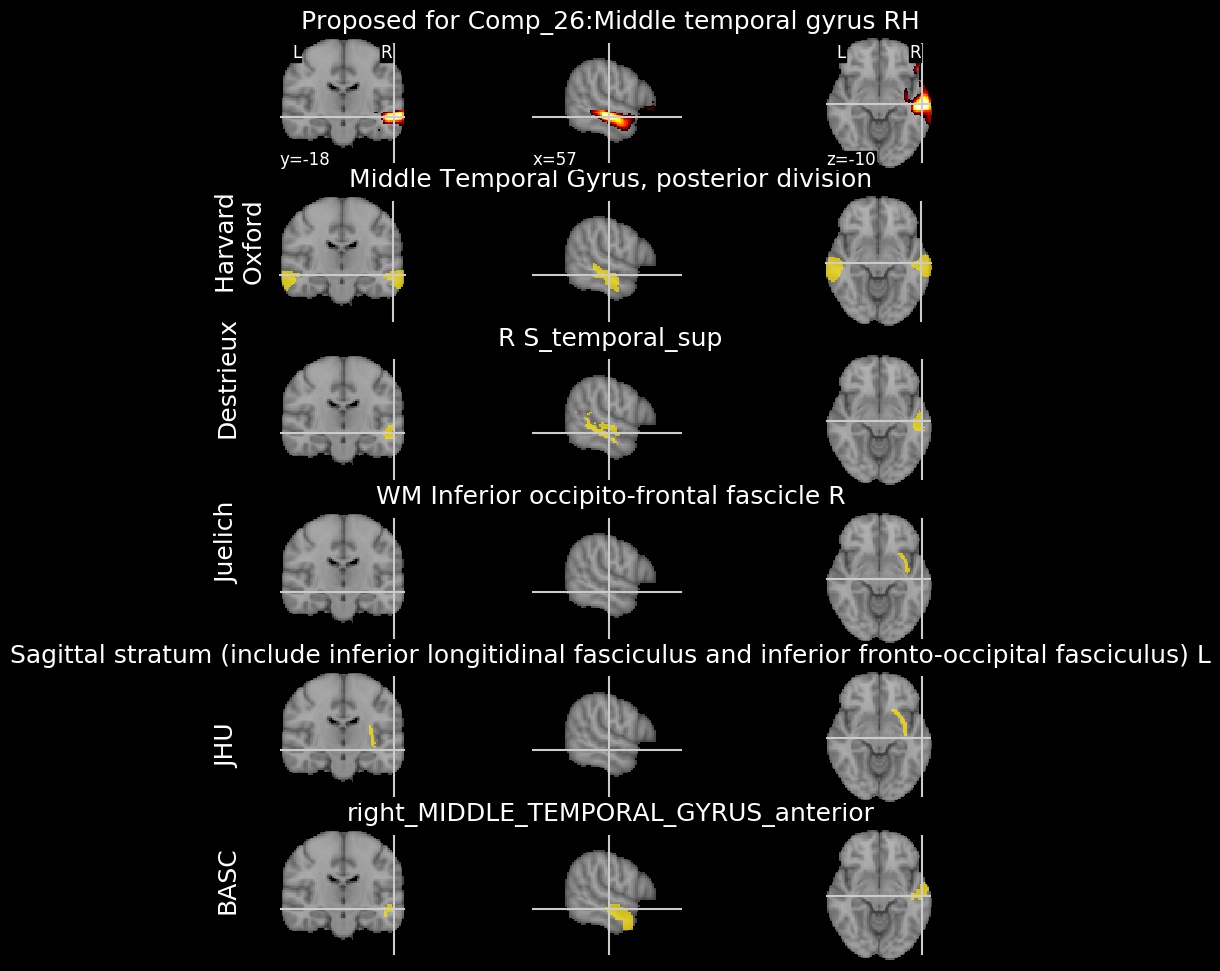 Proposed for Comp_26:Middle temporal gyrus RH
L R L R
y=-18 x=57 z=-10
Middle Temporal Gyrus, posterior division
Harvard
Oxford
R S_temporal_sup
Destrieux
WM Inferior occipito-frontal fascicle R
Juelich
Sagittal stratum (include inferior longitidinal fasciculus and inferior fronto-occipital fasciculus) L
JHU
right_MIDDLE_TEMPORAL_GYRUS_anterior
BASC